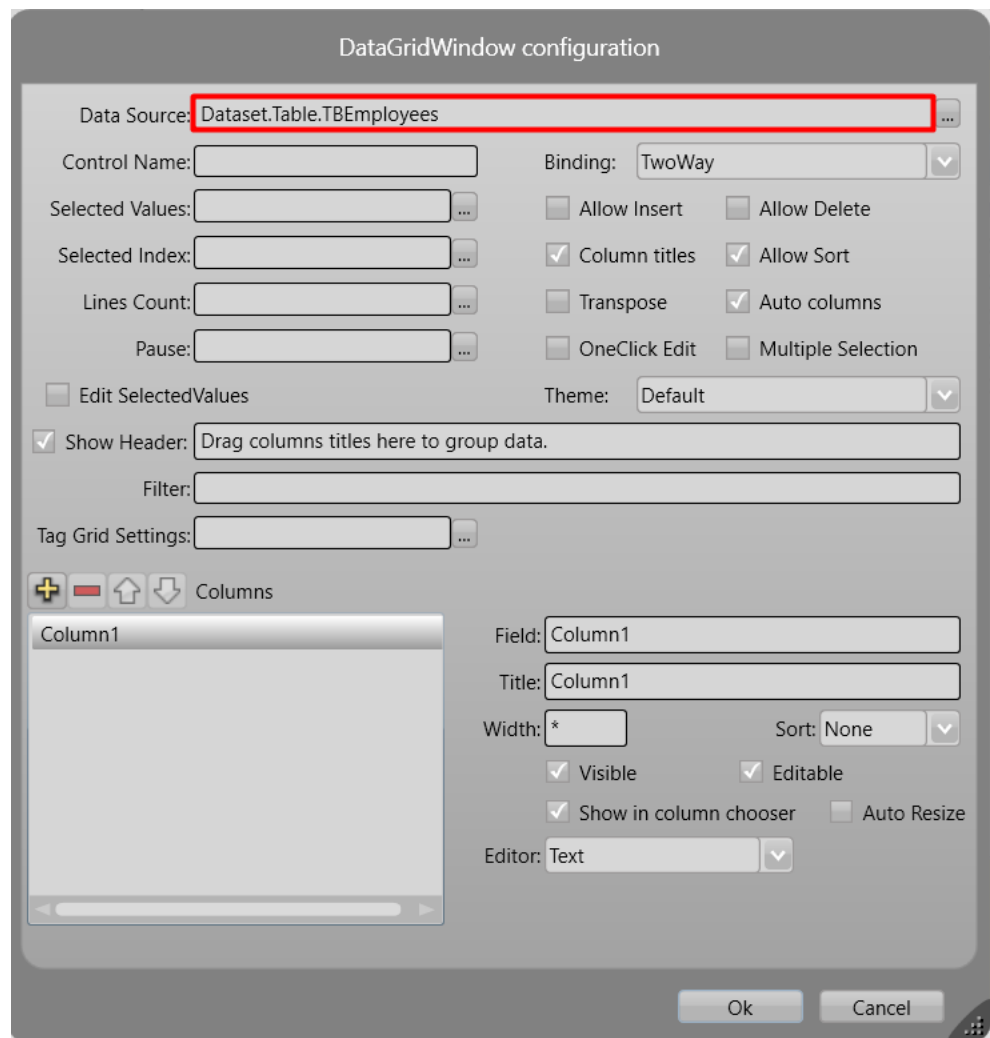 DataGridWindow configuration
Data Source: Dataset.Table.TBEmployees ...
Control Name: Binding: TwoWay
Selected Values: ... Allow Insert Allow Delete
Selected Index: ... Column titles Allow Sort
Lines Count: ... Transpose Auto columns
Pause: ... OneClick Edit Multiple Selection
Edit SelectedValues Theme: Default
Show Header: Drag columns titles here to group data.
Filter:
Tag Grid Settings: ...
Columns
Column1 Field: Column1
Title: Column1
Width: * Sort: None
Visible Editable
Show in column chooser Auto Resize
Editor: Text
Ok Cancel